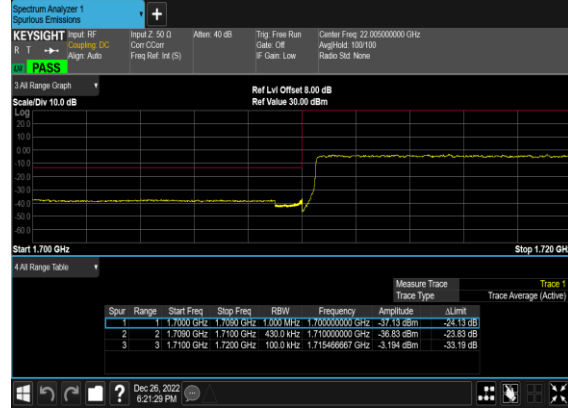 Spectrum Analyzer 1
Spurious Emissions
KEYSIGHT Input: RF Input Z: 50 Ω Atten: 40 dB Trig: Free Run Center Freq: 22.005000000 GHz
R T Coupling: DC Corr CCorr Gate: Off Avg|Hold: 100/100
Align: Auto Freq Ref: Int (S) IF Gain: Low Radio Std: None
LV PASS
3 All Range Graph
Ref Lvl Offset 8.00 dB
Scale/Div 10.0 dB Ref Value 30.00 dBm
Log
20.0
10.0
0.00
-10.0
-20.0
-30.0
-40.0
-50.0
-60.0
Start 1.700 GHz Stop 1.720 GH
4 All Range Table
Measure Trace Trace 1
Trace Type Trace Average (Active)
Spur Range Start Freq Stop Freq RBW Frequency Amplitude ΔLimit
1 1 1.7000 GHz 1.7090 GHz 1.000 MHz 1.700000000 GHz -37.13 dBm -24.13 dB
2 2 1.7090 GHz 1.7100 GHz 430.0 kHz 1.710000000 GHz -36.83 dBm -23.83 dB
3 3 1.7100 GHz 1.7200 GHz 100.0 kHz 1.715466667 GHz -3.194 dBm -33.19 dB
? Dec 26, 2022
6:21:29 PM